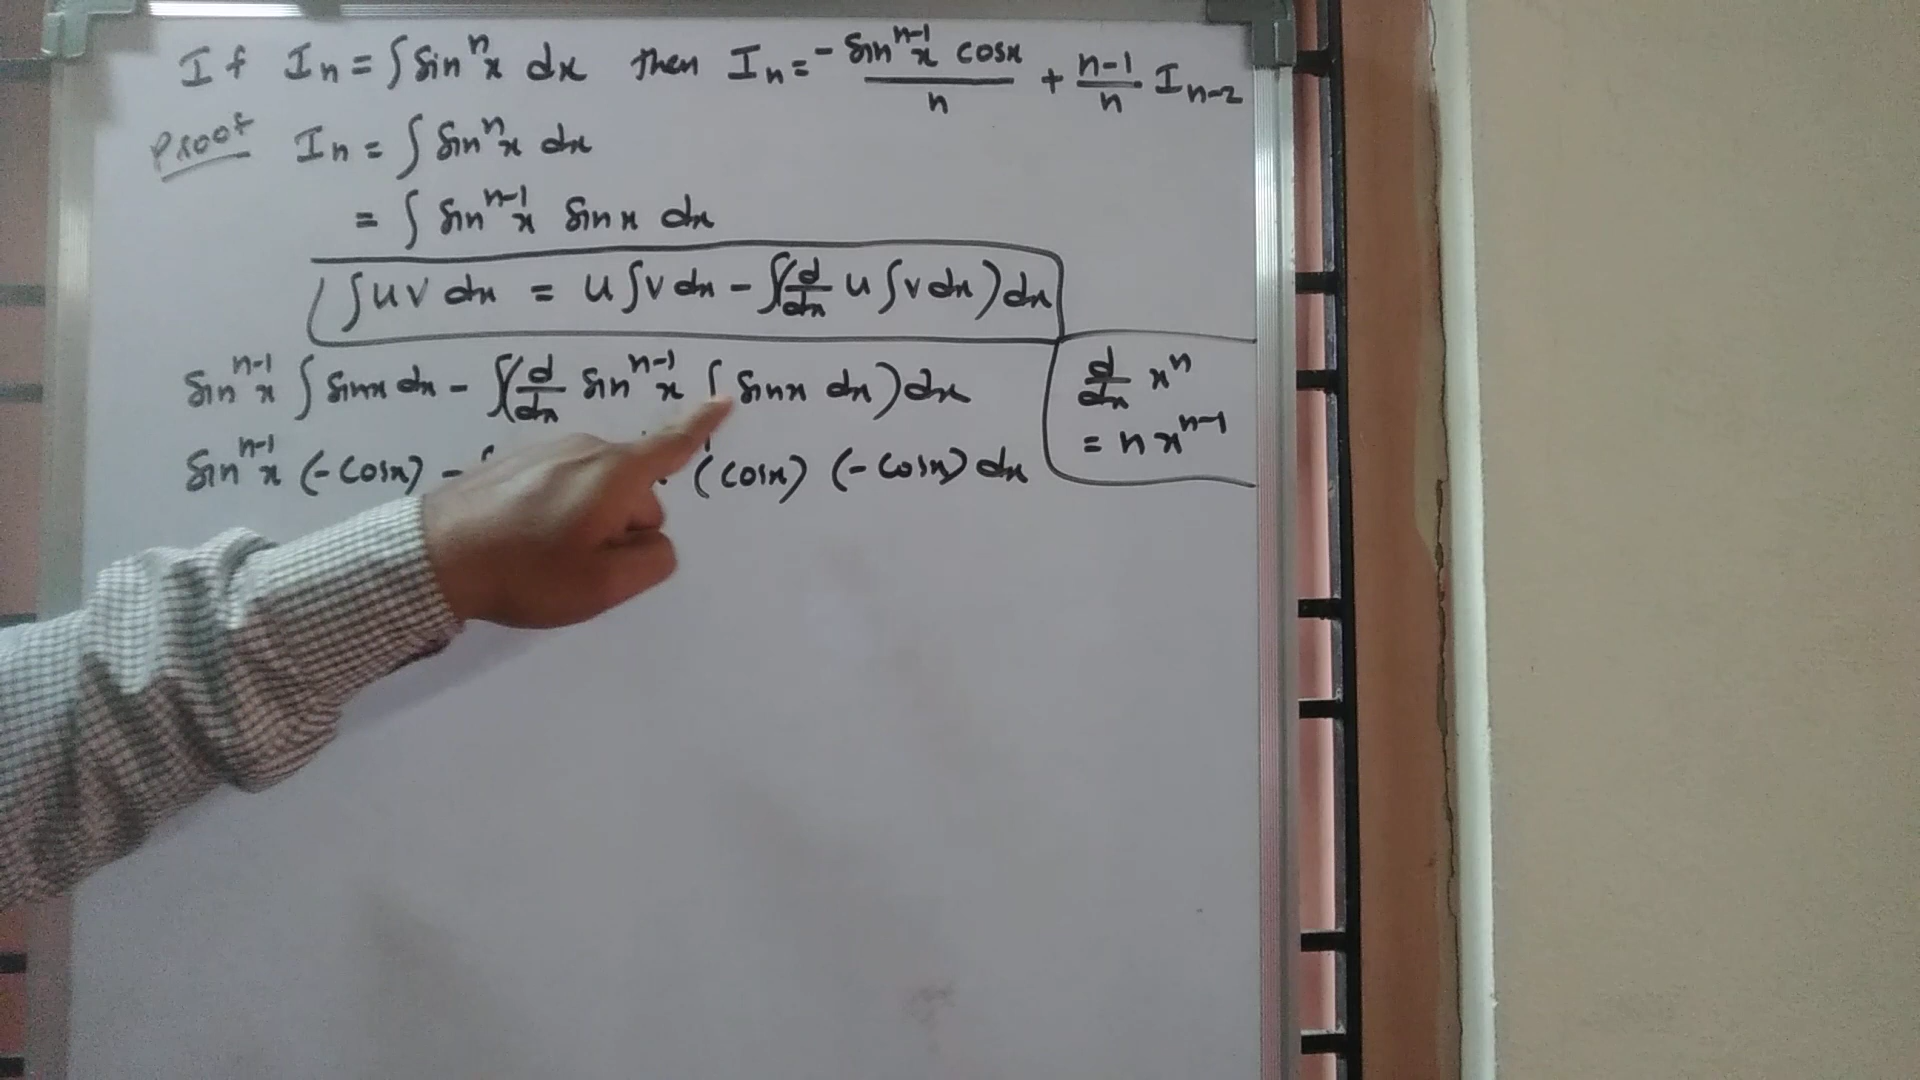 If Iₙ = ∫ sinⁿx dx then Iₙ = -sinⁿ⁻¹x cosx / n + n-1/n · Iₙ₋₂
Proof Iₙ = ∫ sinⁿx dx
= ∫ sinⁿ⁻¹x sinx dx
∫uv dx = u∫v dx - ∫(d/dx u ∫v dx) dx
sinⁿ⁻¹x ∫ sinx dx - ∫(d/dx sinⁿ⁻¹x ∫ sinx dx) dx
sinⁿ⁻¹x (-cosx) - (cosx) (-cosx) dx
d/dx xⁿ
= n xⁿ⁻¹